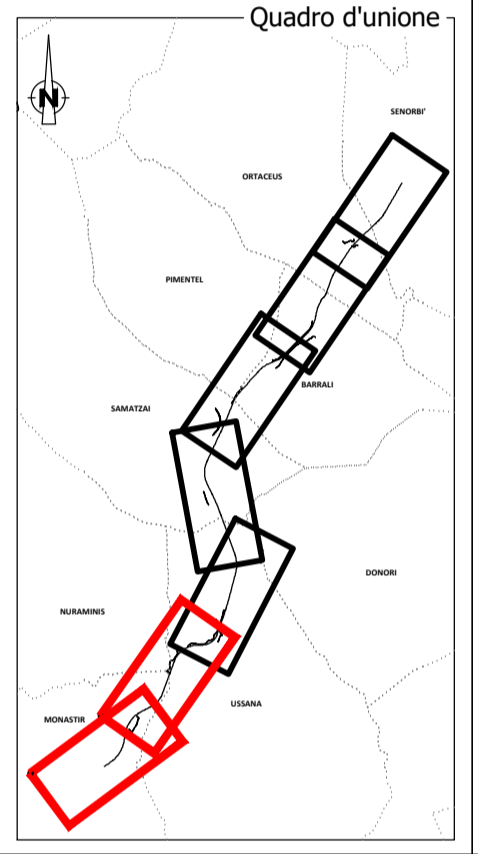 Quadro d'unione
N
SENORBI'
ORTACEUS
PIMENTEL
BARRALI
SAMATZAI
DONORI
NURAMINIS
USSANA
MONASTIR